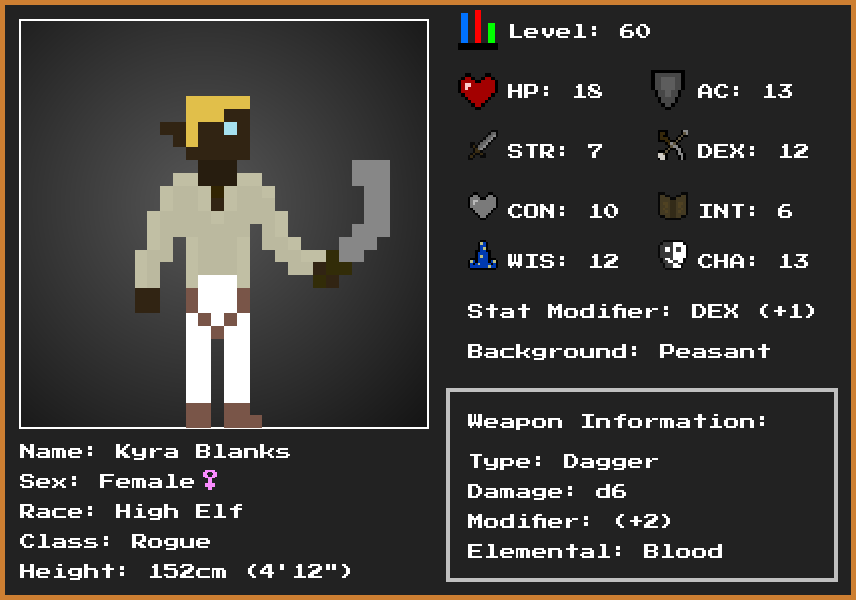 Level: 60
HP: 18
AC: 13
STR: 7
DEX: 12
CON: 10
INT: 6
WIS: 12
CHA: 13
Stat Modifier: DEX (+1)
Background: Peasant
Weapon Information:
Type: Dagger
Damage: d6
Modifier: (+2)
Elemental: Blood
Name: Kyra Blanks
Sex: Female♀
Race: High Elf
Class: Rogue
Height: 152cm (4'12")